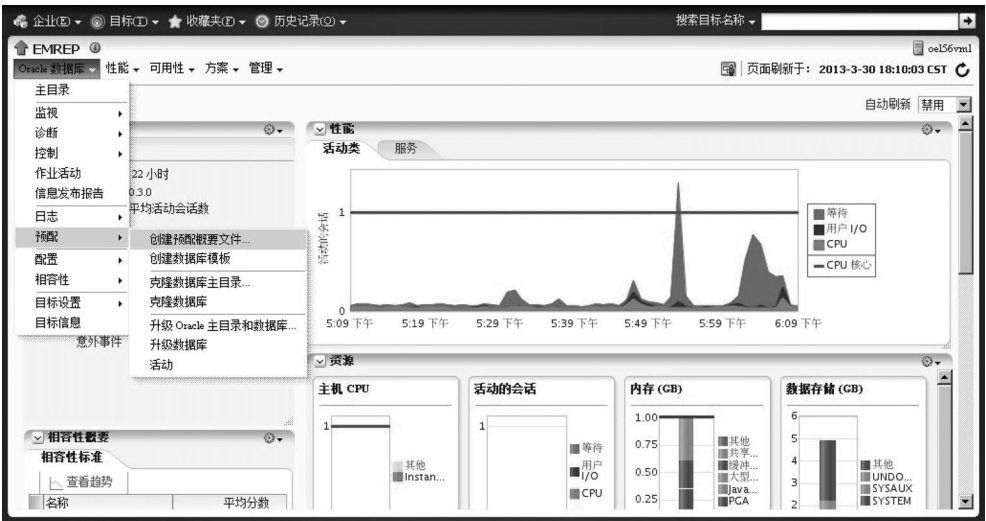 企业(E) 目标(T) 收藏夹(F) 历史记录(O) 搜索目标名称
EMREP oel56vm1
Oracle 数据库 性能 可用性 方案 管理 页面刷新于: 2013-3-30 18:10:03 CST
自动刷新 禁用
主目录
监视
诊断
控制
作业活动
信息发布报告
日志
预配
配置
相容性
目标设置
目标信息
22 小时
0.3.0
平均活动会话数
创建预配概要文件...
创建数据库模板
克隆数据库主目录...
克隆数据库
升级 Oracle 主目录和数据库...
升级数据库
活动
意外事件
性能
活动类 服务
活动的会话
1
0
5:09 下午 5:19 下午 5:29 下午 5:39 下午 5:49 下午 5:59 下午 6:09 下午
等待
用户 I/O
CPU
CPU 核心
资源
主机 CPU
1
其他
Instan...
活动的会话
1
等待
用户
I/O
CPU
内存 (GB)
1.00
0.75
0.50
0.25
其他
共享...
缓冲...
大型...
Java...
PGA
数据存储 (GB)
6
5
4
3
2
其他
UNDO...
SYSAUX
SYSTEM
相容性概要
相容性标准
查看趋势
名称 平均分数